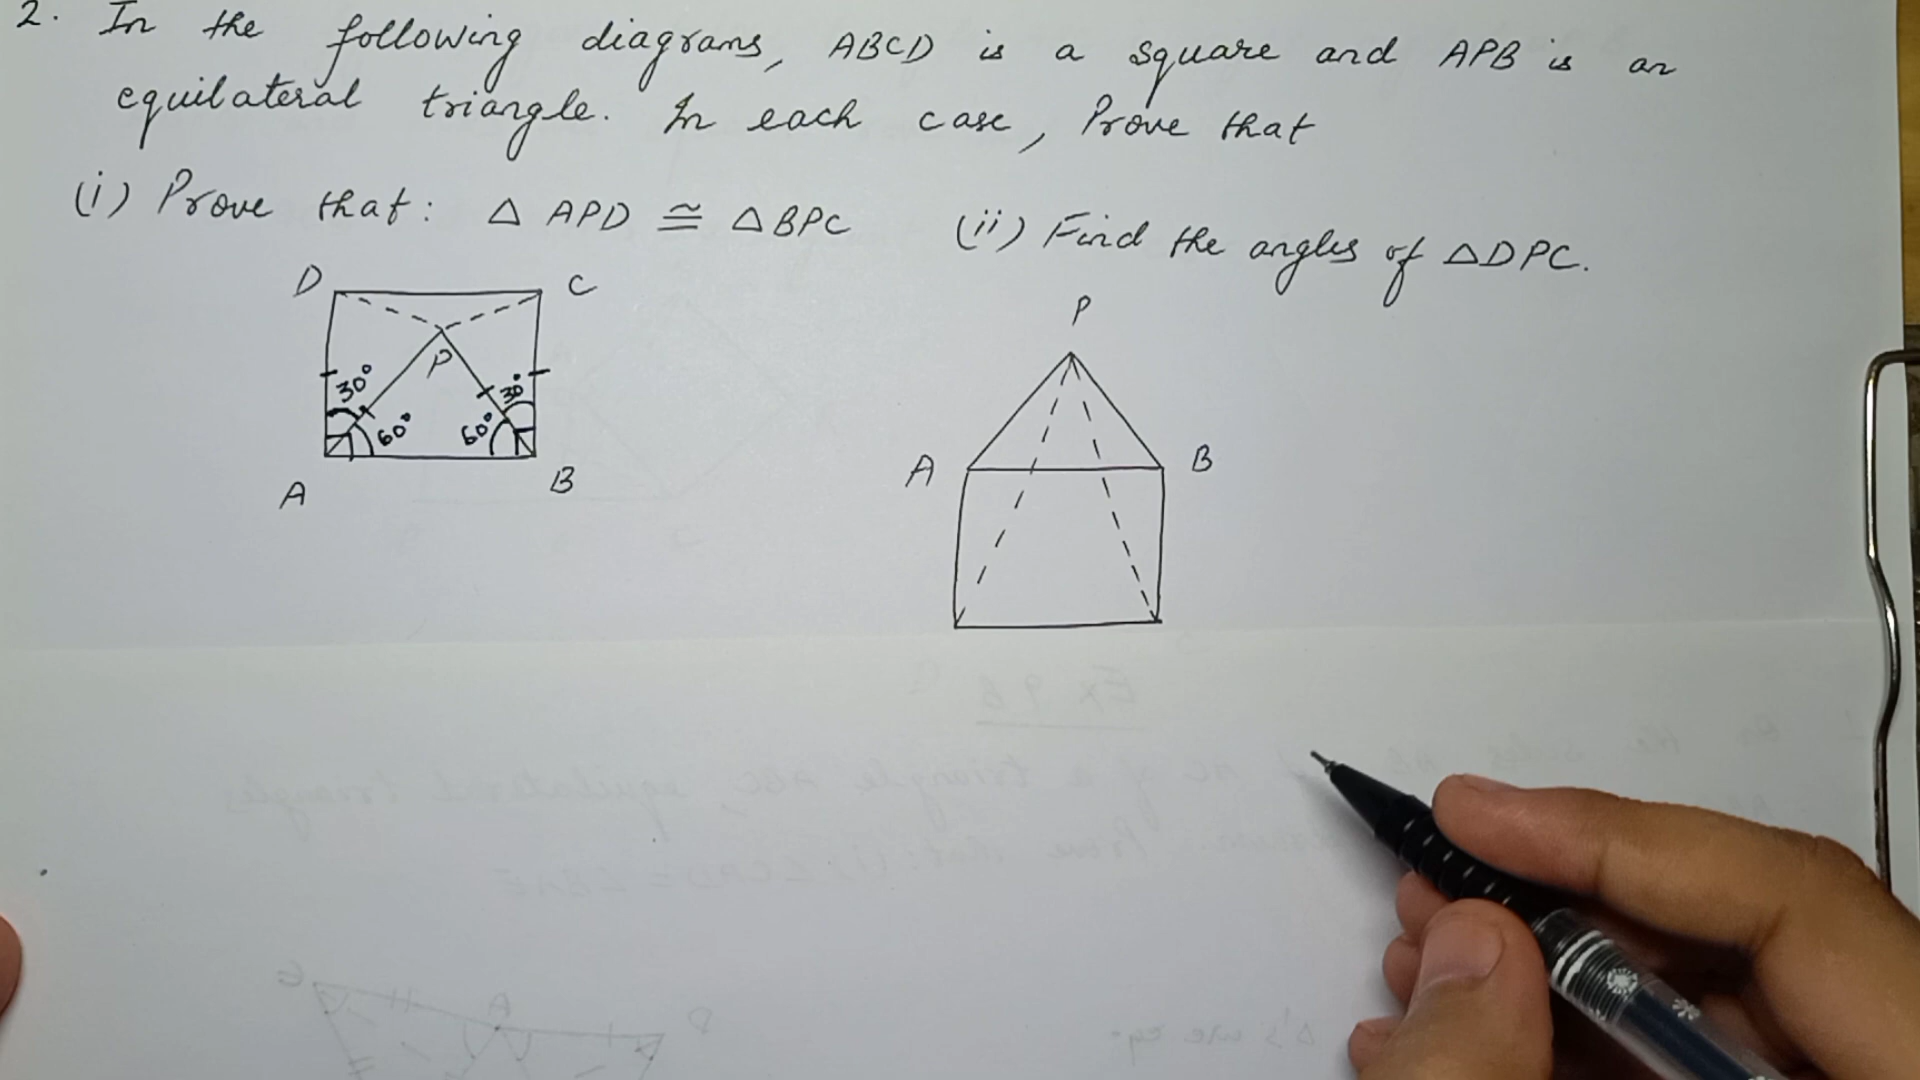 2. In the following diagrams, ABCD is a square and APB is an
equilateral triangle. In each case, Prove that
(i) Prove that: △ APD ≅ △BPC (ii) Find the angles of △DPC.
D C
P
30° 30°
60° 60°
A B
P
A B